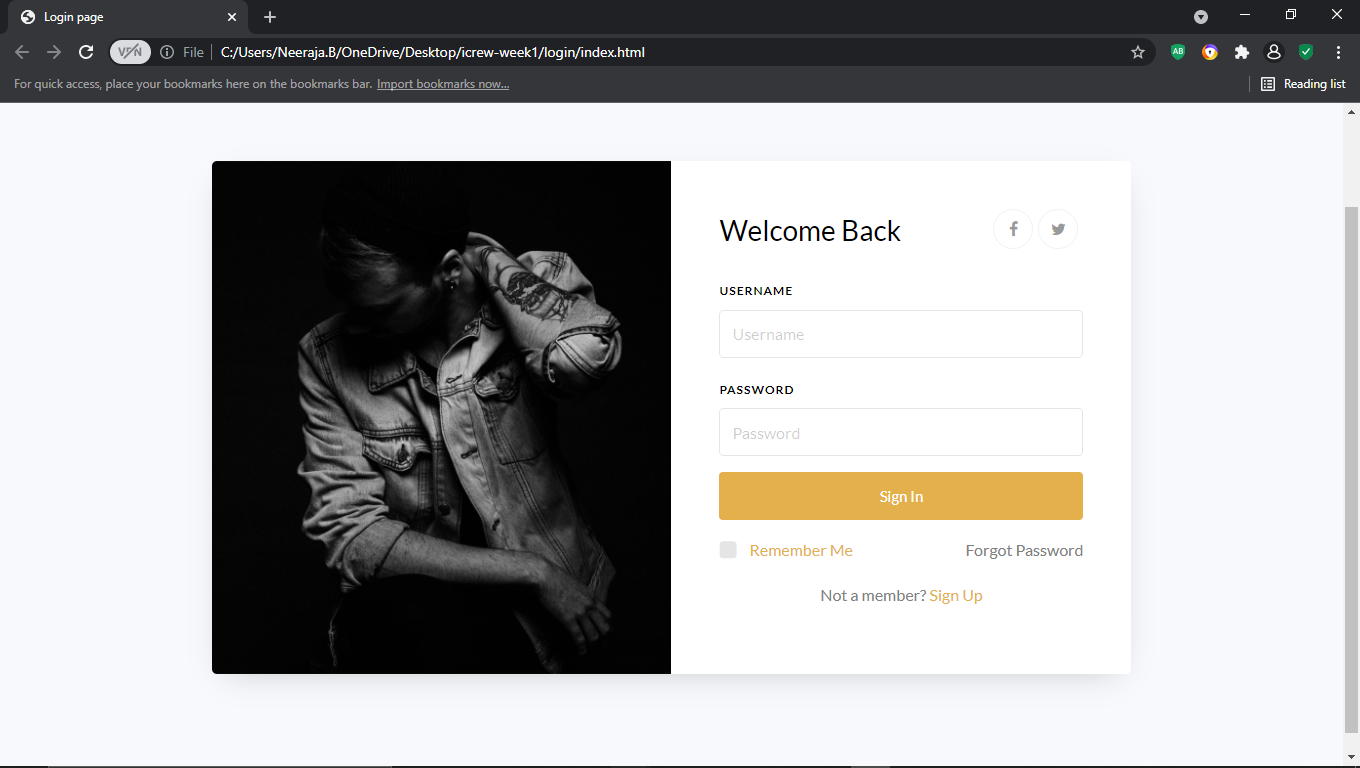 Login page
VPN
File
C:/Users/Neeraja.B/OneDrive/Desktop/icrew-week1/login/index.html
AB
For quick access, place your bookmarks here on the bookmarks bar. Import bookmarks now...
Reading list
Welcome Back
USERNAME
Username
PASSWORD
Password
Sign In
Remember Me
Forgot Password
Not a member? Sign Up